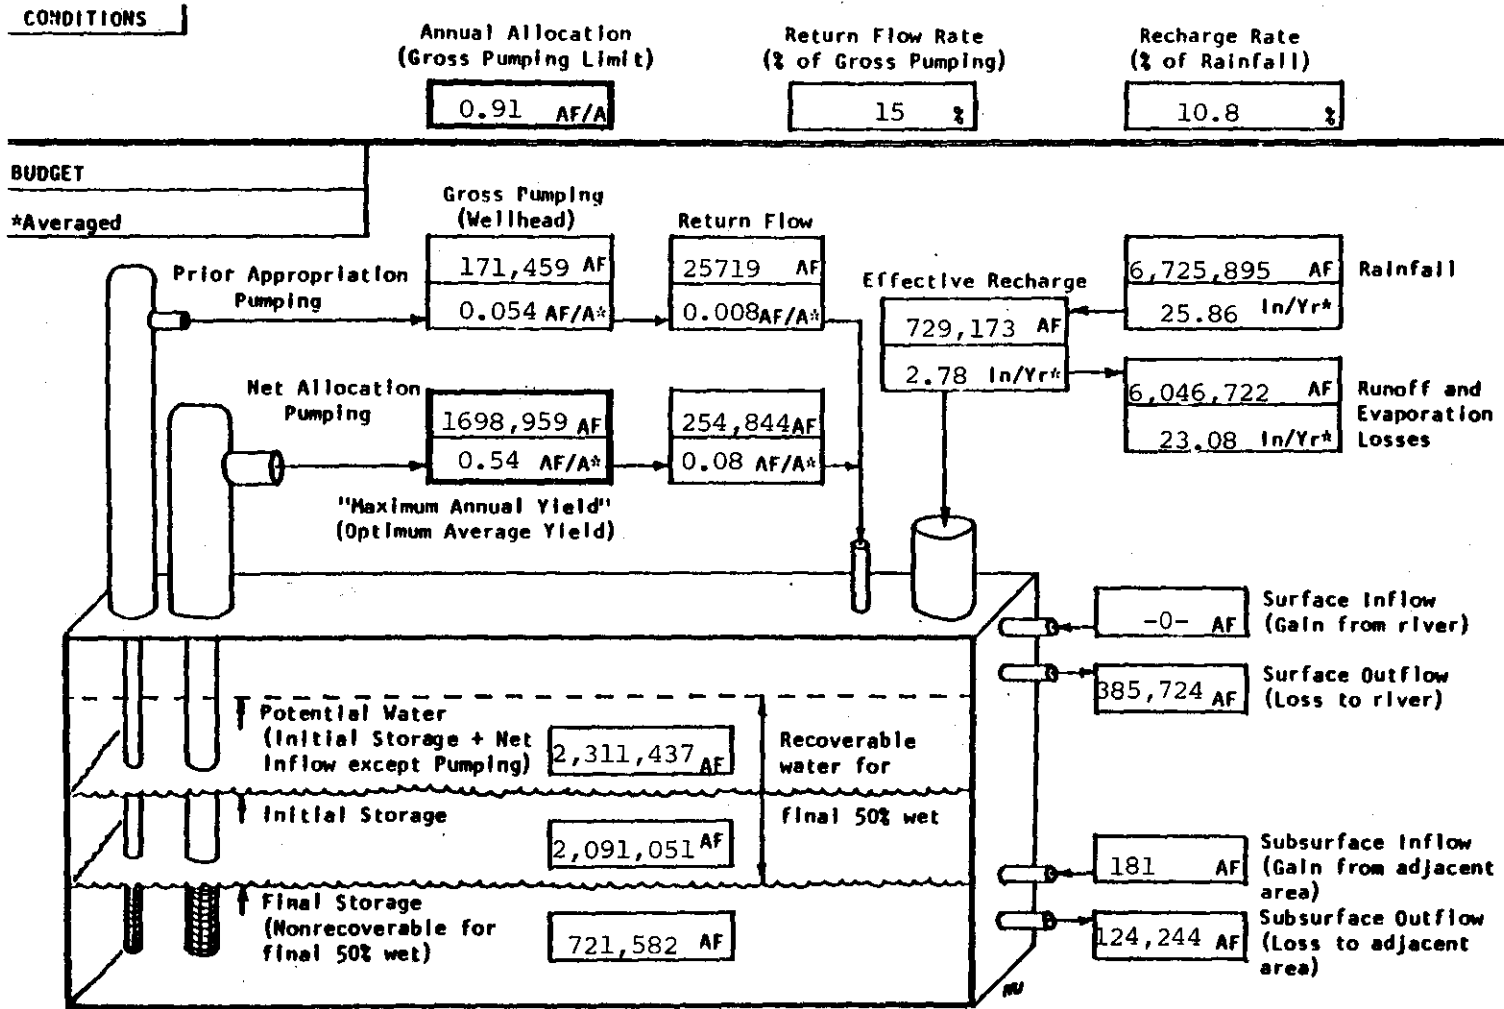 CONDITIONS
Annual Allocation
(Gross Pumping Limit)
0.91 AF/A
Return Flow Rate
(% of Gross Pumping)
15 %
Recharge Rate
(% of Rainfall)
10.8 %
BUDGET
*Averaged
Gross Pumping
(Wellhead)
Return Flow
Prior Appropriation
Pumping
171,459 AF
0.054 AF/A*
25719 AF
0.008AF/A*
Effective Recharge
729,173 AF
2.78 In/Yr*
6,725,895 AF
25.86 In/Yr*
Rainfall
Net Allocation
Pumping
1698,959 AF
0.54 AF/A*
254,844AF
0.08 AF/A*
6,046,722 AF
23.08 In/Yr*
Runoff and
Evaporation
Losses
"Maximum Annual Yield"
(Optimum Average Yield)
-0- AF
Surface Inflow
(Gain from river)
385,724 AF
Surface Outflow
(Loss to river)
Potential Water
(Initial Storage + Net
Inflow except Pumping)
2,311,437 AF
Recoverable
water for
final 50% wet
Initial Storage
2,091,051 AF
181 AF
Subsurface Inflow
(Gain from adjacent
area)
Final Storage
(Nonrecoverable for
final 50% wet)
721,582 AF
124,244 AF
Subsurface Outflow
(Loss to adjacent
area)